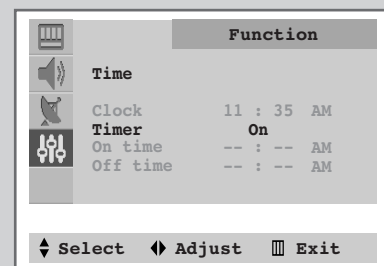 Function
Time
Clock 11 : 35 AM
Timer On
On time -- : -- AM
Off time -- : -- AM
Select Adjust Exit